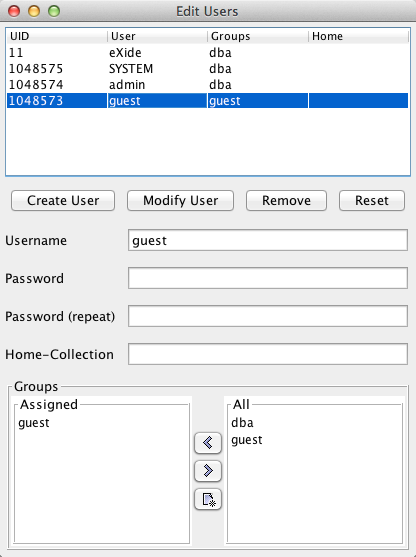 Edit Users
UID User Groups Home
11 eXide dba
1048575 SYSTEM dba
1048574 admin dba
1048573 guest guest
Create User Modify User Remove Reset
Username guest
Password
Password (repeat)
Home-Collection
Groups
Assigned All
guest dba
guest